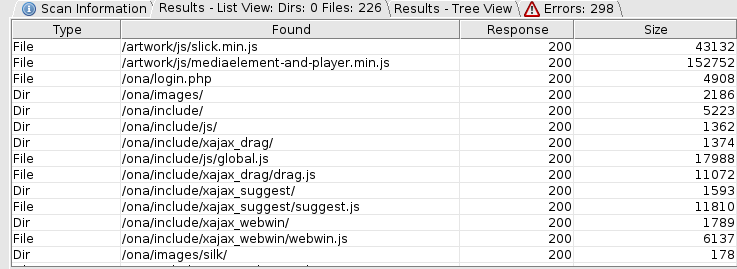 Scan Information Results - List View: Dirs: 0 Files: 226 Results - Tree View Errors: 298
Type Found Response Size
File /artwork/js/slick.min.js 200 43132
File /artwork/js/mediaelement-and-player.min.js 200 152752
File /ona/login.php 200 4908
Dir /ona/images/ 200 2186
Dir /ona/include/ 200 5223
Dir /ona/include/js/ 200 1362
Dir /ona/include/xajax_drag/ 200 1374
File /ona/include/js/global.js 200 17988
File /ona/include/xajax_drag/drag.js 200 11072
Dir /ona/include/xajax_suggest/ 200 1593
File /ona/include/xajax_suggest/suggest.js 200 11810
Dir /ona/include/xajax_webwin/ 200 1789
File /ona/include/xajax_webwin/webwin.js 200 6137
Dir /ona/images/silk/ 200 178